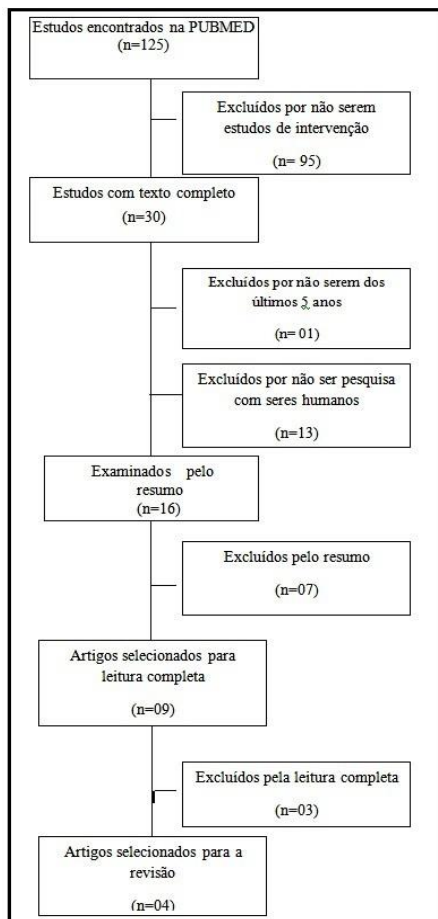 Estudos encontrados na PUBMED
(n=125)
Excluídos por não serem
estudos de intervenção
(n= 95)
Estudos com texto completo
(n=30)
Excluídos por não serem dos
últimos 5 anos
(n= 01)
Excluídos por não ser pesquisa
com seres humanos
(n=13)
Examinados pelo
resumo
(n=16)
Excluídos pelo resumo
(n=07)
Artigos selecionados para
leitura completa
(n=09)
Excluídos pela leitura completa
(n=03)
Artigos selecionados para a
revisão
(n=04)